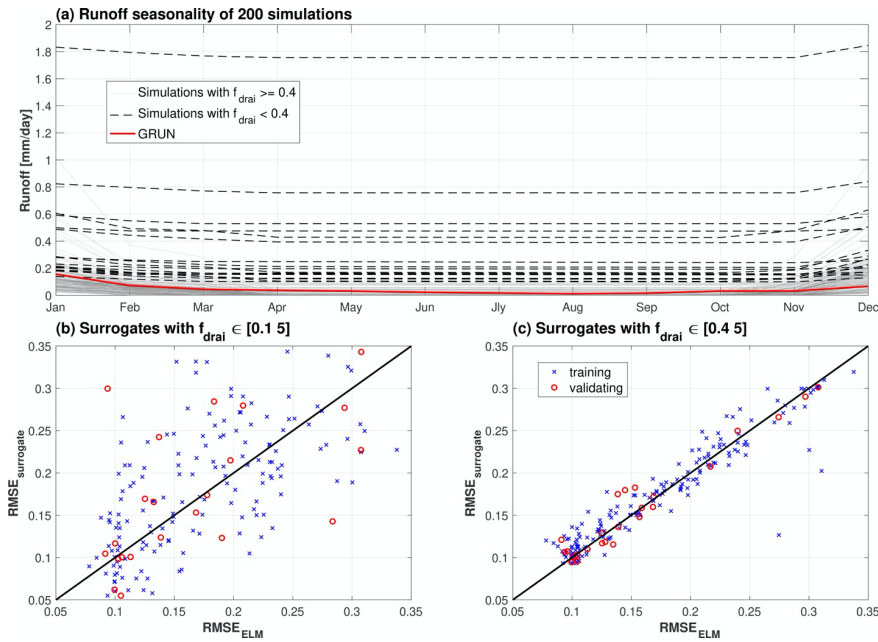 (a) Runoff seasonality of 200 simulations
2
1.8
1.6
1.4
1.2
1
0.8
0.6
0.4
0.2
0
Runoff [mm/day]
Simulations with f_drai >= 0.4
Simulations with f_drai < 0.4
GRUN
Jan Feb Mar Apr May Jun Jly Aug Sep Oct Nov Dec
(b) Surrogates with f_drai ∈ [0.1 5]
0.35
0.3
0.25
0.2
0.15
0.1
0.05
RMSE_surrogate
0.05 0.1 0.15 0.2 0.25 0.3 0.35
RMSE_ELM
(c) Surrogates with f_drai ∈ [0.4 5]
training
validating
0.35
0.3
0.25
0.2
0.15
0.1
0.05
RMSE_surrogate
0.05 0.1 0.15 0.2 0.25 0.3 0.35
RMSE_ELM